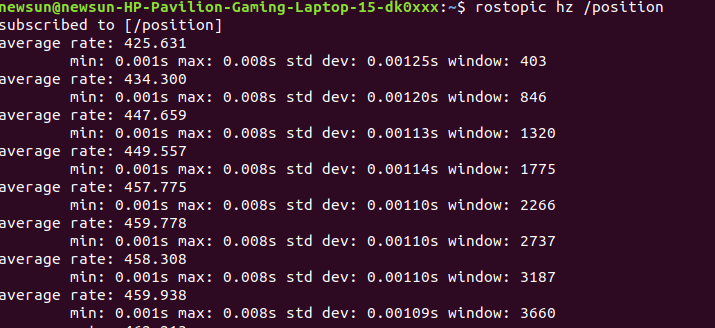 newsun@newsun-HP-Pavilion-Gaming-Laptop-15-dk0xxx:~$ rostopic hz /position
subscribed to [/position]
average rate: 425.631
min: 0.001s max: 0.008s std dev: 0.00125s window: 403
average rate: 434.300
min: 0.001s max: 0.008s std dev: 0.00120s window: 846
average rate: 447.659
min: 0.001s max: 0.008s std dev: 0.00113s window: 1320
average rate: 449.557
min: 0.001s max: 0.008s std dev: 0.00114s window: 1775
average rate: 457.775
min: 0.001s max: 0.008s std dev: 0.00110s window: 2266
average rate: 459.778
min: 0.001s max: 0.008s std dev: 0.00110s window: 2737
average rate: 458.308
min: 0.001s max: 0.008s std dev: 0.00110s window: 3187
average rate: 459.938
min: 0.001s max: 0.008s std dev: 0.00109s window: 3660